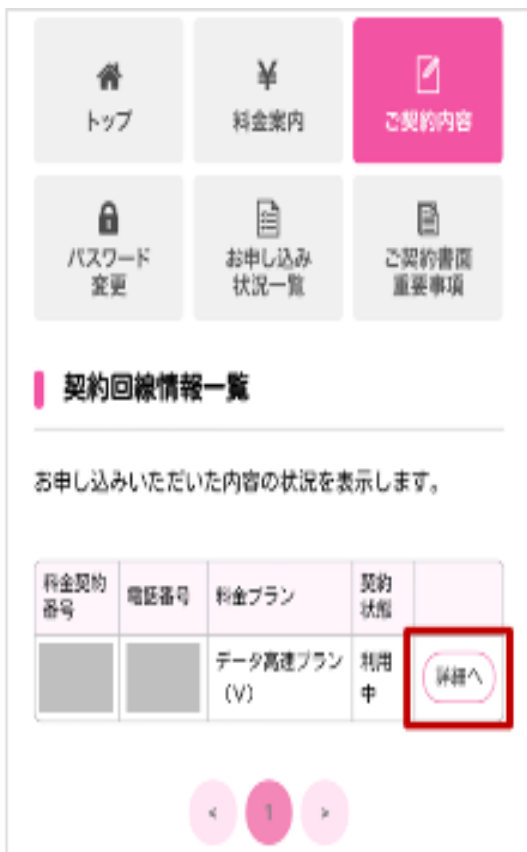 トップ
¥
料金案内
ご契約内容
パスワード
変更
お申し込み
状況一覧
ご契約書面
重要事項
契約回線情報一覧
お申し込みいただいた内容の状況を表示します。
料金契約
番号
電話番号
料金プラン
契約
状態
データ高速プラン
（V）
利用
中
詳細へ
< 1 >